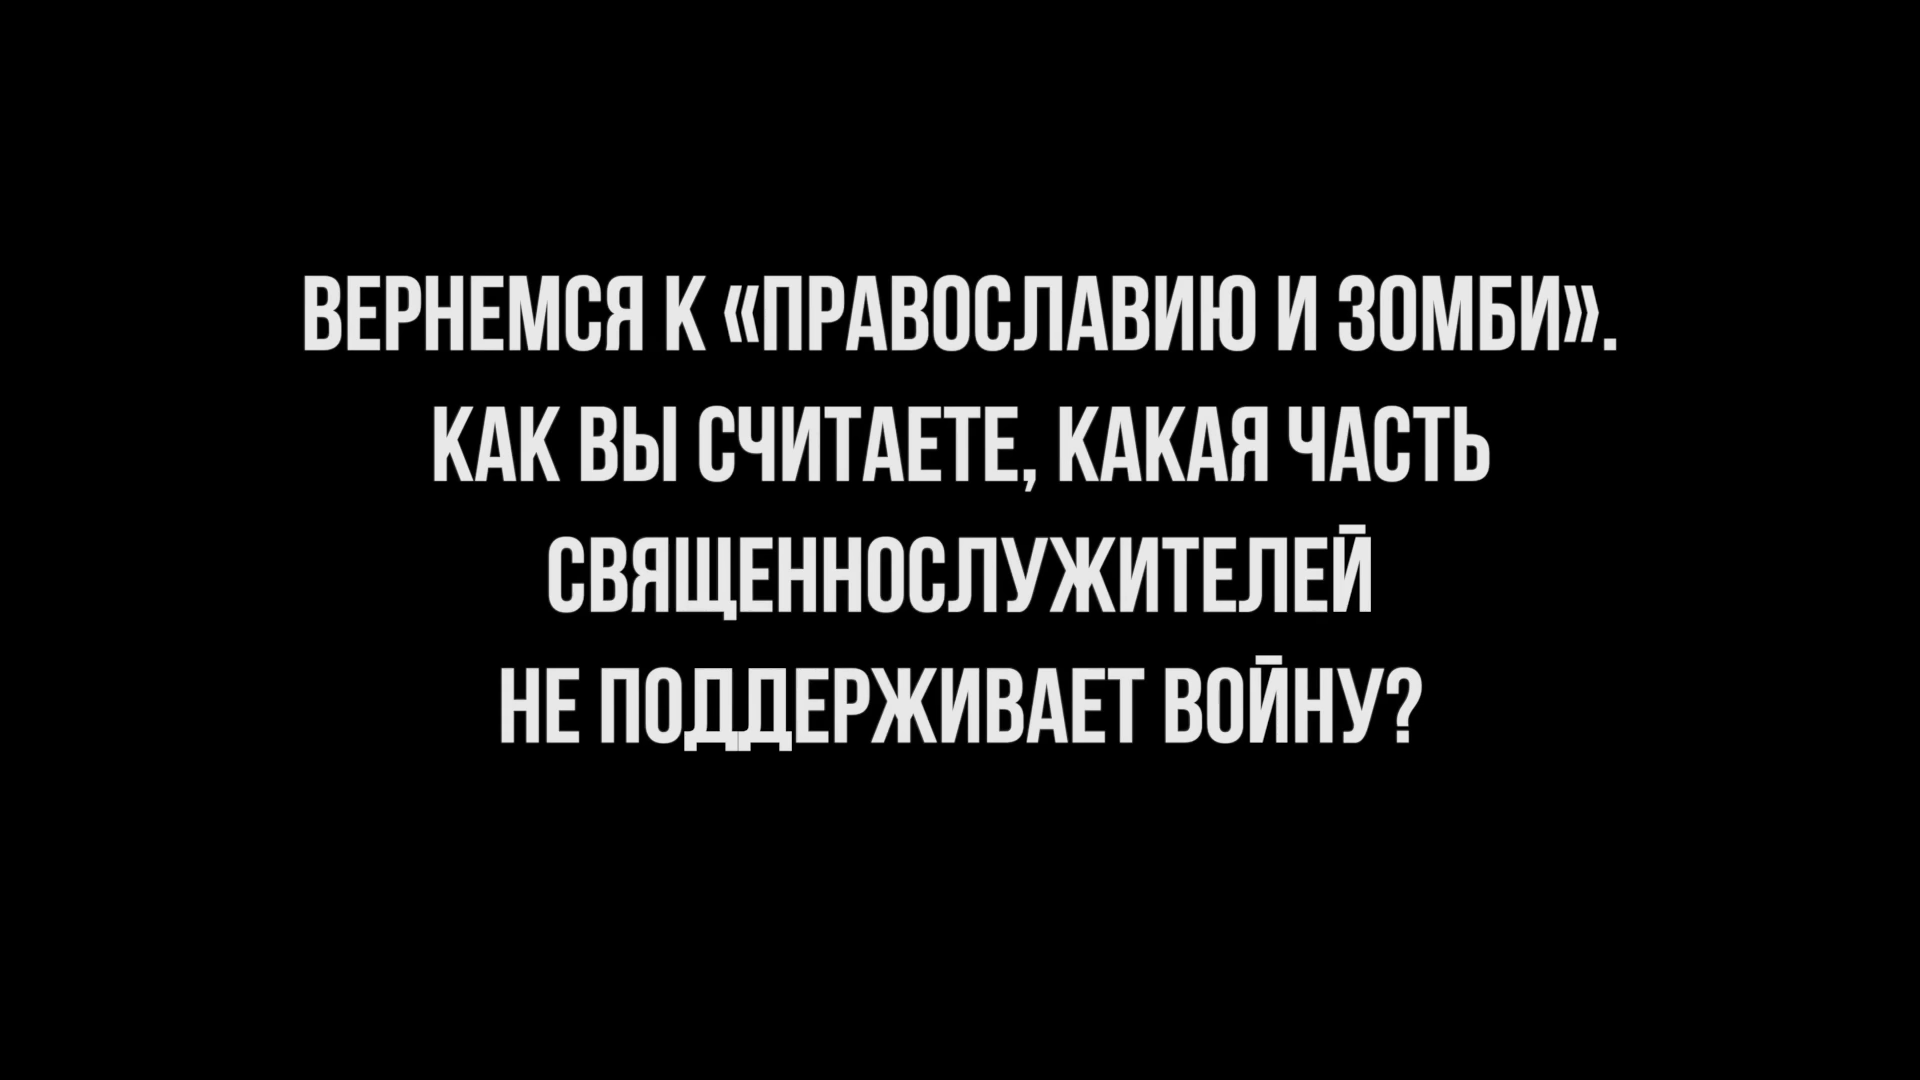 ВЕРНЕМСЯ К «ПРАВОСЛАВИЮ И ЗОМБИ».
КАК ВЫ СЧИТАЕТЕ, КАКАЯ ЧАСТЬ
СВЯЩЕННОСЛУЖИТЕЛЕЙ
НЕ ПОДДЕРЖИВАЕТ ВОЙНУ?